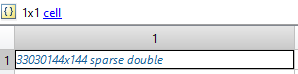 {} 1x1 cell
1
1 33030144x144 sparse double